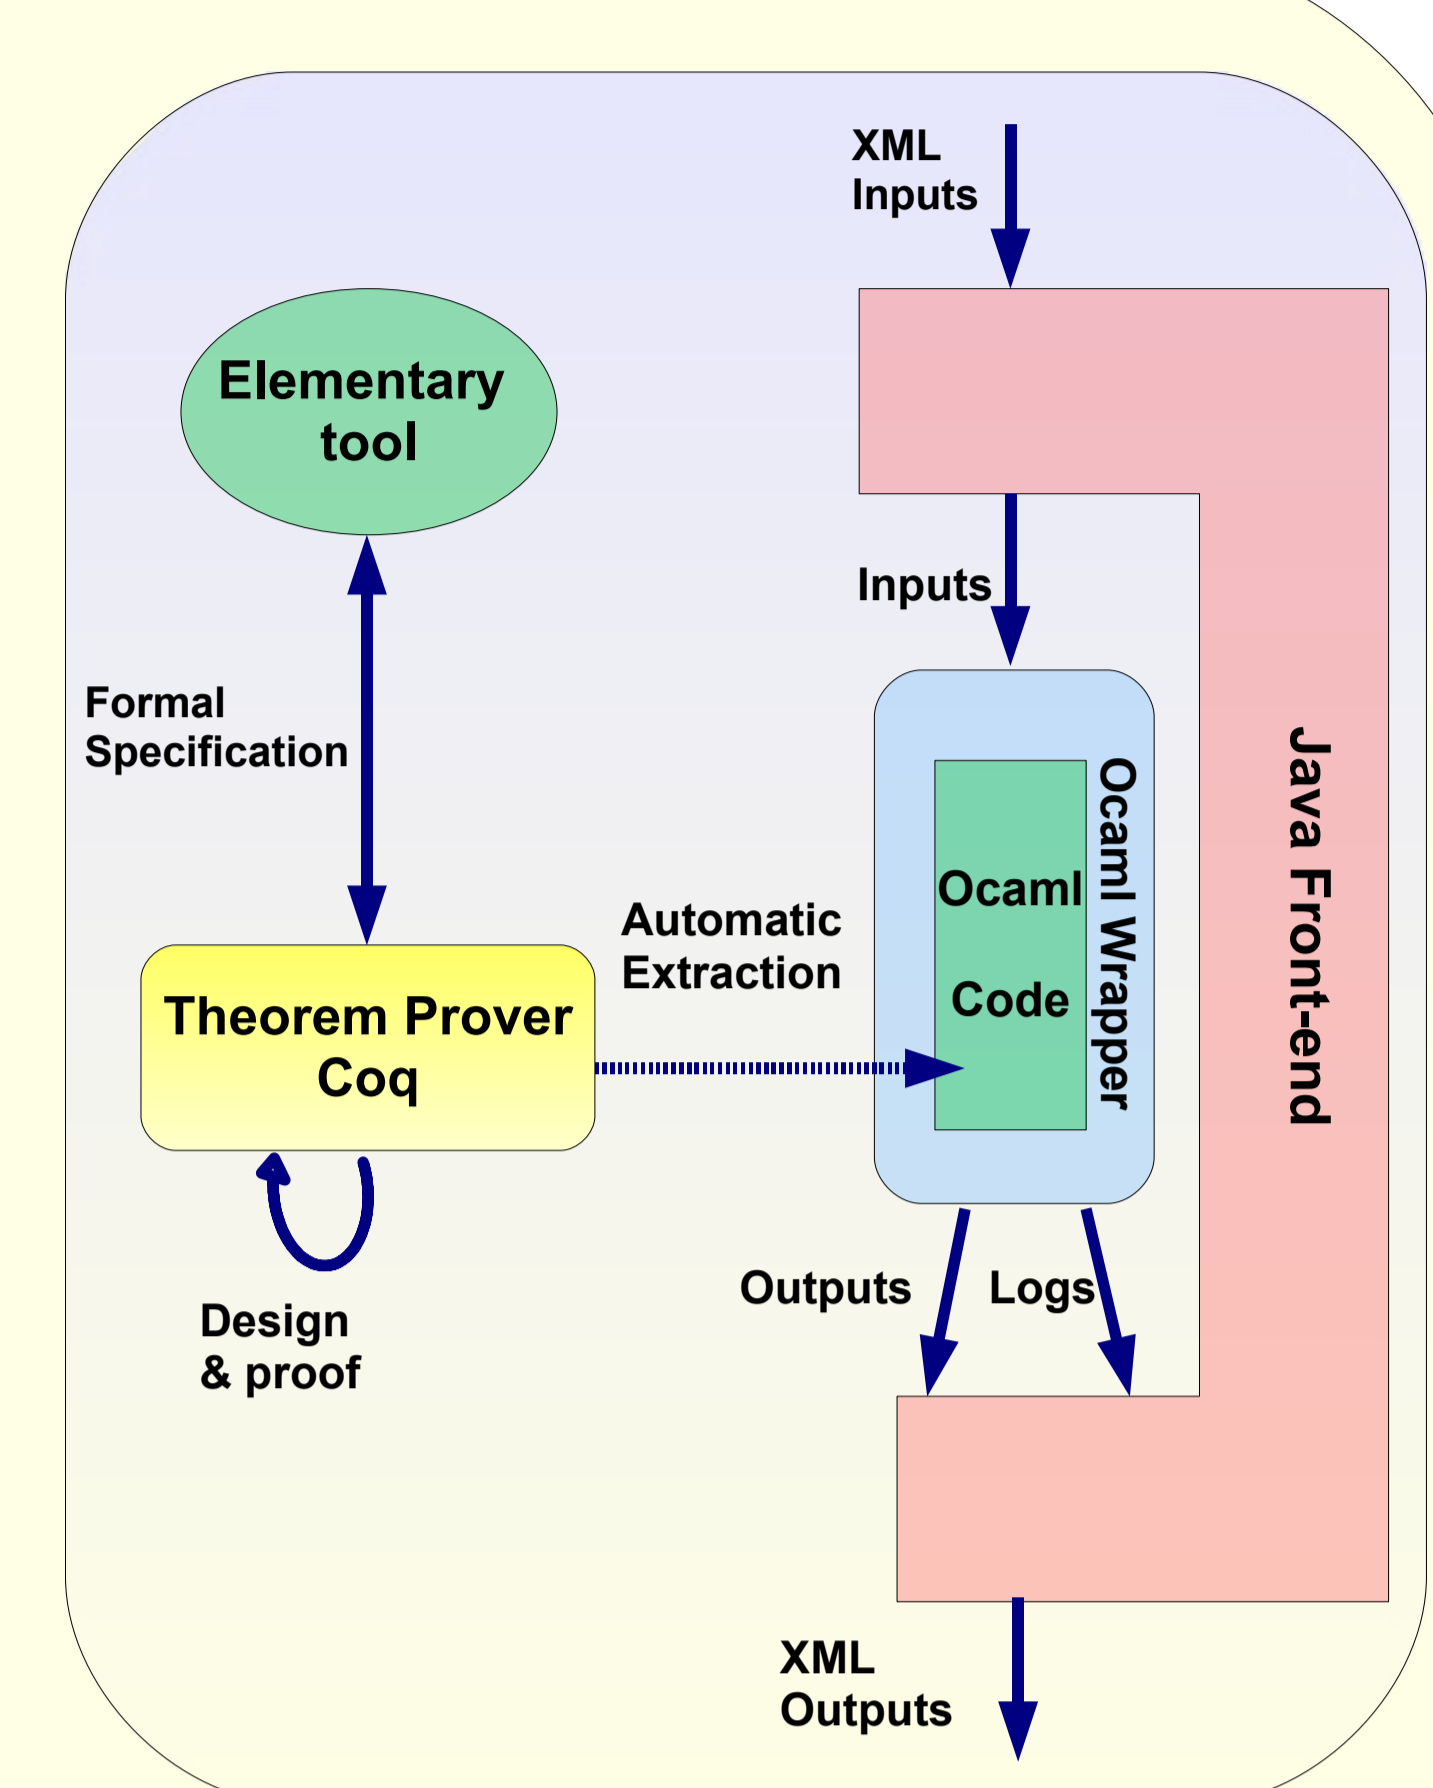 XML
Inputs
Elementary
tool
Inputs
Formal
Specification
Ocaml Wrapper
Java Front-end
Ocaml
Code
Automatic
Extraction
Theorem Prover
Coq
Outputs
Logs
Design
& proof
XML
Outputs